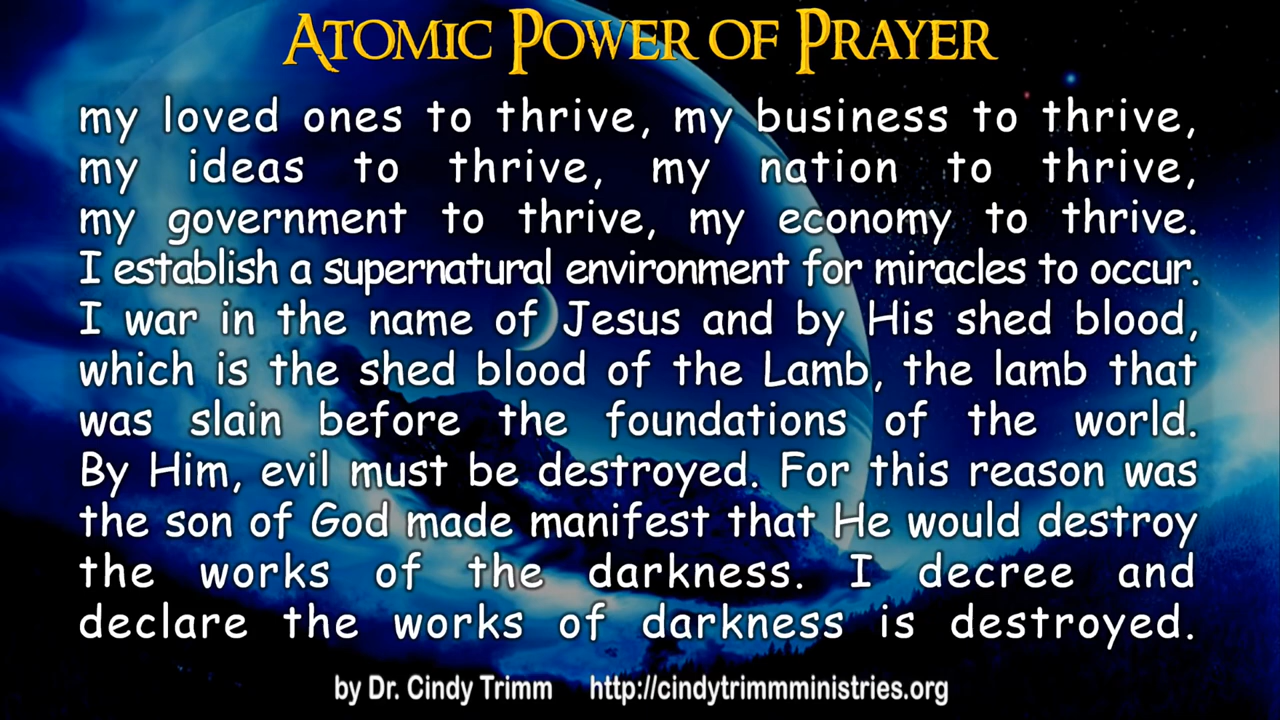 ATOMIC POWER OF PRAYER
my loved ones to thrive, my business to thrive,
my ideas to thrive, my nation to thrive,
my government to thrive, my economy to thrive.
I establish a supernatural environment for miracles to occur.
I war in the name of Jesus and by His shed blood,
which is the shed blood of the Lamb, the lamb that
was slain before the foundations of the world.
By Him, evil must be destroyed. For this reason was
the son of God made manifest that He would destroy
the works of the darkness. I decree and
declare the works of darkness is destroyed.
by Dr. Cindy Trimm http://cindytrimmministries.org